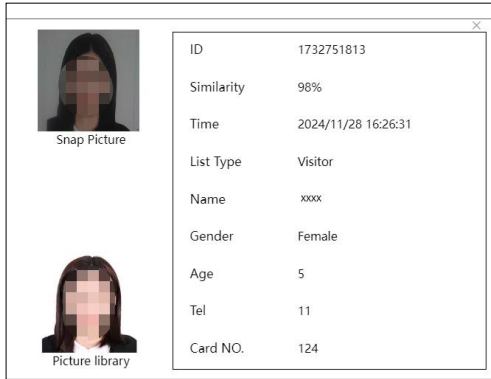 Snap Picture
Picture library
ID 1732751813
Similarity 98%
Time 2024/11/28 16:26:31
List Type Visitor
Name xxxx
Gender Female
Age 5
Tel 11
Card NO. 124